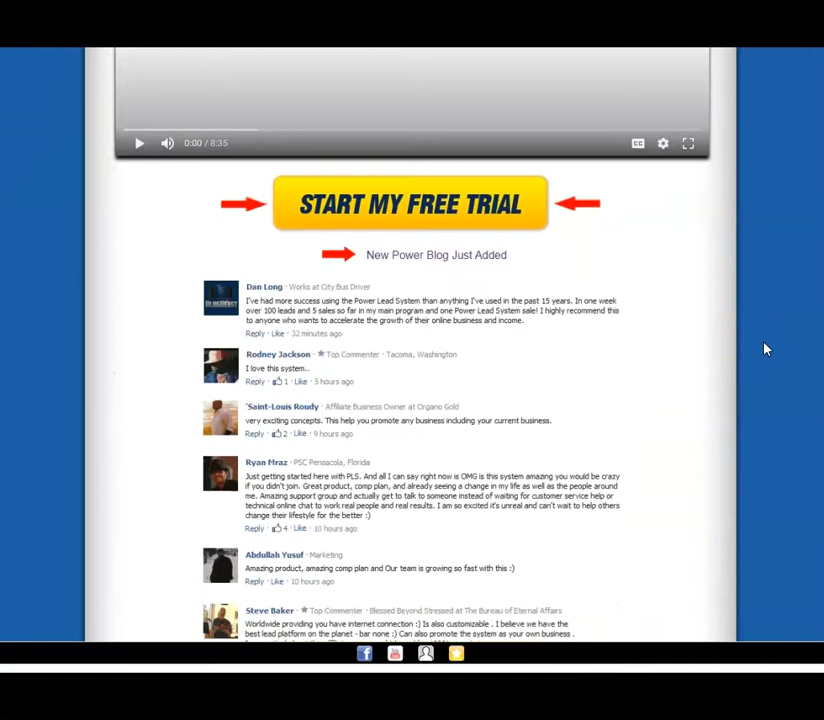 0:00 / 8:35
CC
START MY FREE TRIAL
New Power Blog Just Added
Dan Long · Works at City Bus Driver
I've had more success using the Power Lead System than anything I've used in the past 15 years. In one week
over 100 leads and 5 sales so far in my main program and one Power Lead System sale! I highly recommend this
to anyone who wants to accelerate the growth of their online business and income.
Reply · Like · 32 minutes ago
Rodney Jackson · Top Commenter · Tacoma, Washington
I love this system..
Reply · 1 · Like · 5 hours ago
'Saint-Louis Roudy · Affiliate Business Owner at Organo Gold
very exciting concepts. This help you promote any business including your current business.
Reply · 2 · Like · 9 hours ago
Ryan Mraz · PSC Pensacola, Florida
Just getting started here with PLS. And all I can say right now is OMG is this system amazing you would be crazy
if you didn't join. Great product, comp plan, and already seeing a change in my life as well as the people around
me. Amazing support group and actually get to talk to someone instead of waiting for customer service help or
technical online chat to work real people and real results. I am so excited it's unreal and can't wait to help others
change their lifestyle for the better :)
Reply · 4 · Like · 10 hours ago
Abdullah Yusuf · Marketing
Amazing product, amazing comp plan and Our team is growing so fast with this :)
Reply · Like · 10 hours ago
Steve Baker · Top Commenter · Blessed Beyond Stressed at The Bureau of Eternal Affairs
Worldwide providing you have internet connection :) Is also customizable . I believe we have the
best lead platform on the planet - bar none :) Can also promote the system as your own business .